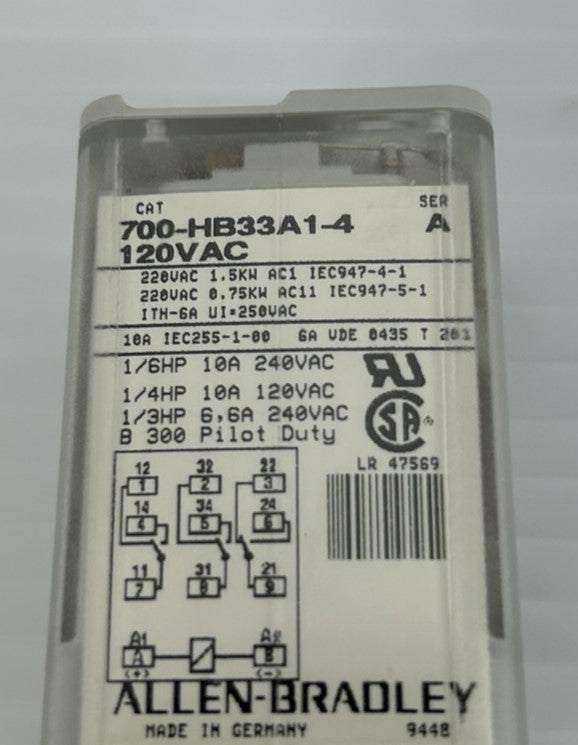 CAT SER
700-HB33A1-4 A
120VAC
220VAC 1.5KW AC1 IEC947-4-1
220VAC 0.75KW AC11 IEC947-5-1
ITH-6A UI=250VAC
10A IEC255-1-00 6A VDE 0435 T 201
1/6HP 10A 240VAC
1/4HP 10A 120VAC
1/3HP 6,6A 240VAC
B 300 Pilot Duty
RU
CSA
LR 47569
12 32 22
1 2 3
14 34 24
4 5 6
11 31 21
7 8 9
A1 A2
A B
(+) (-)
ALLEN-BRADLEY
MADE IN GERMANY 9448